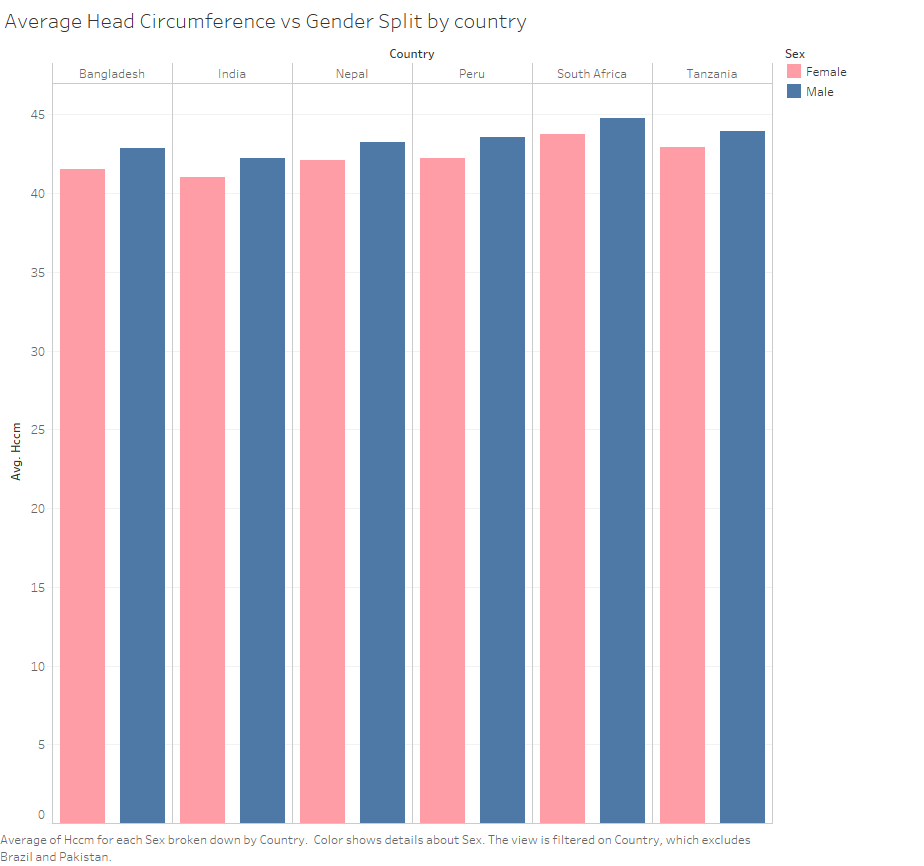 Average Head Circumference vs Gender Split by country
Country
Bangladesh India Nepal Peru South Africa Tanzania
Sex
Female
Male
45
40
35
30
25
20
15
10
5
0
Avg. Hccm
Average of Hccm for each Sex broken down by Country.  Color shows details about Sex. The view is filtered on Country, which excludes
Brazil and Pakistan.